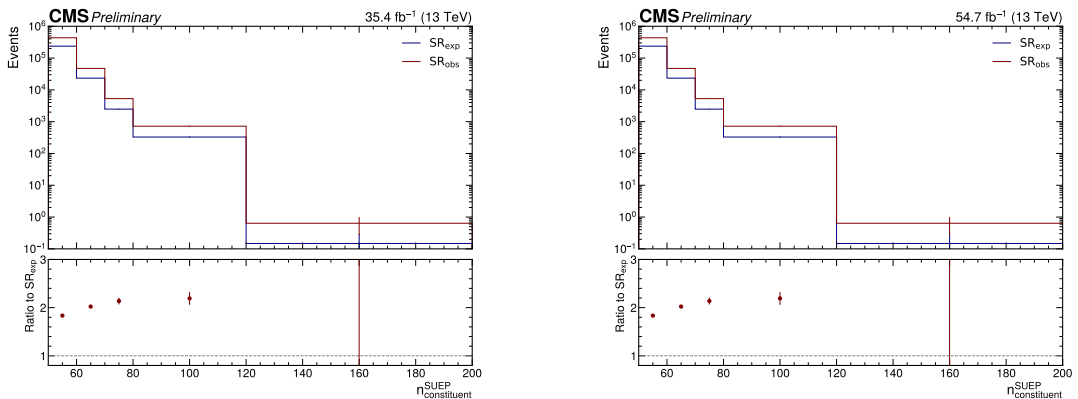 CMS Preliminary 35.4 fb⁻¹ (13 TeV)
Events
10⁶
10⁵
10⁴
10³
10²
10¹
10⁰
10⁻¹
SR_exp
SR_obs
Ratio to SR_exp
3
2
1
60 80 100 120 140 160 180 200
n^SUEP_constituent
CMS Preliminary 54.7 fb⁻¹ (13 TeV)
Events
10⁶
10⁵
10⁴
10³
10²
10¹
10⁰
10⁻¹
SR_exp
SR_obs
Ratio to SR_exp
3
2
1
60 80 100 120 140 160 180 200
n^SUEP_constituent